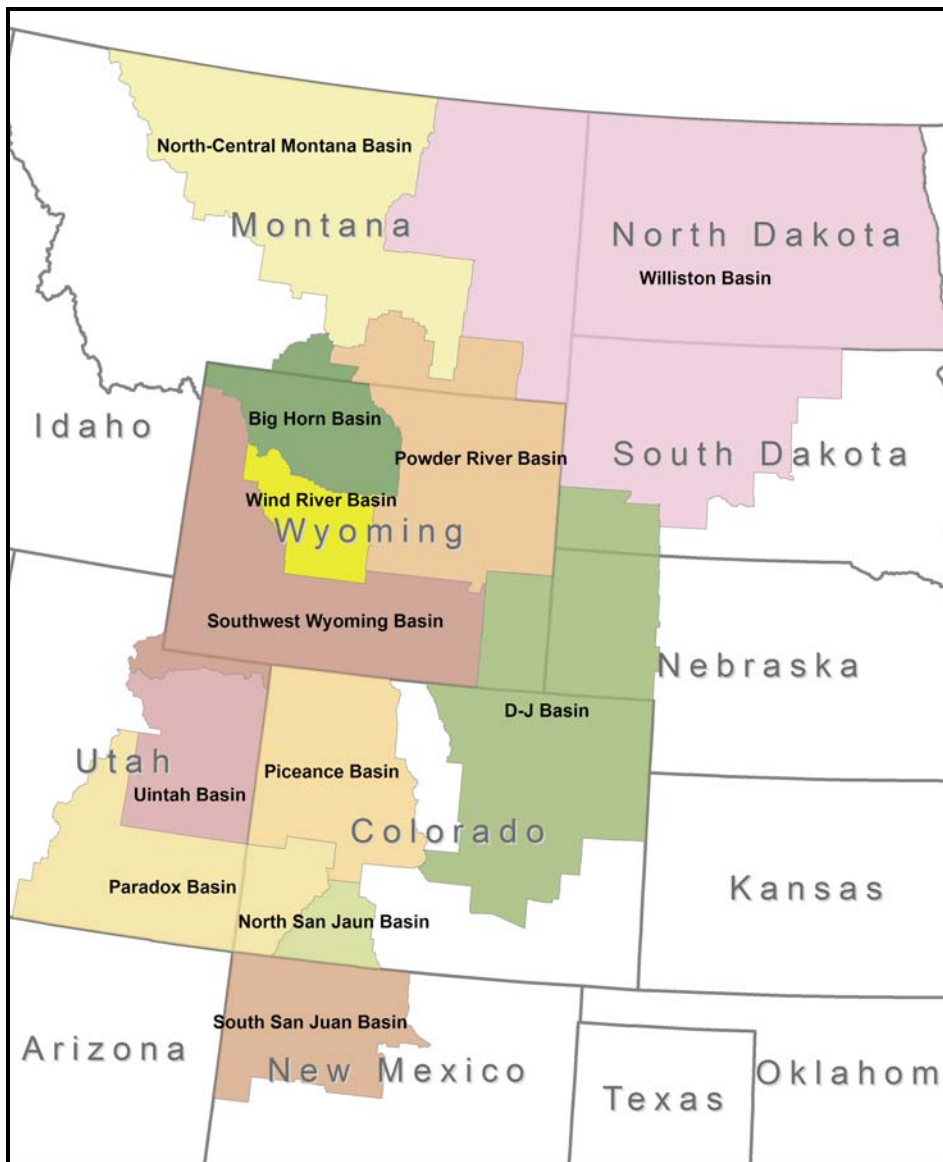 North-Central Montana Basin
Montana
North Dakota
Williston Basin
Idaho
Big Horn Basin
Powder River Basin
South Dakota
Wind River Basin
Wyoming
Southwest Wyoming Basin
Nebraska
D-J Basin
Utah
Piceance Basin
Uintah Basin
Colorado
Paradox Basin
Kansas
North San Jaun Basin
South San Juan Basin
Arizona
New Mexico
Texas
Oklahom